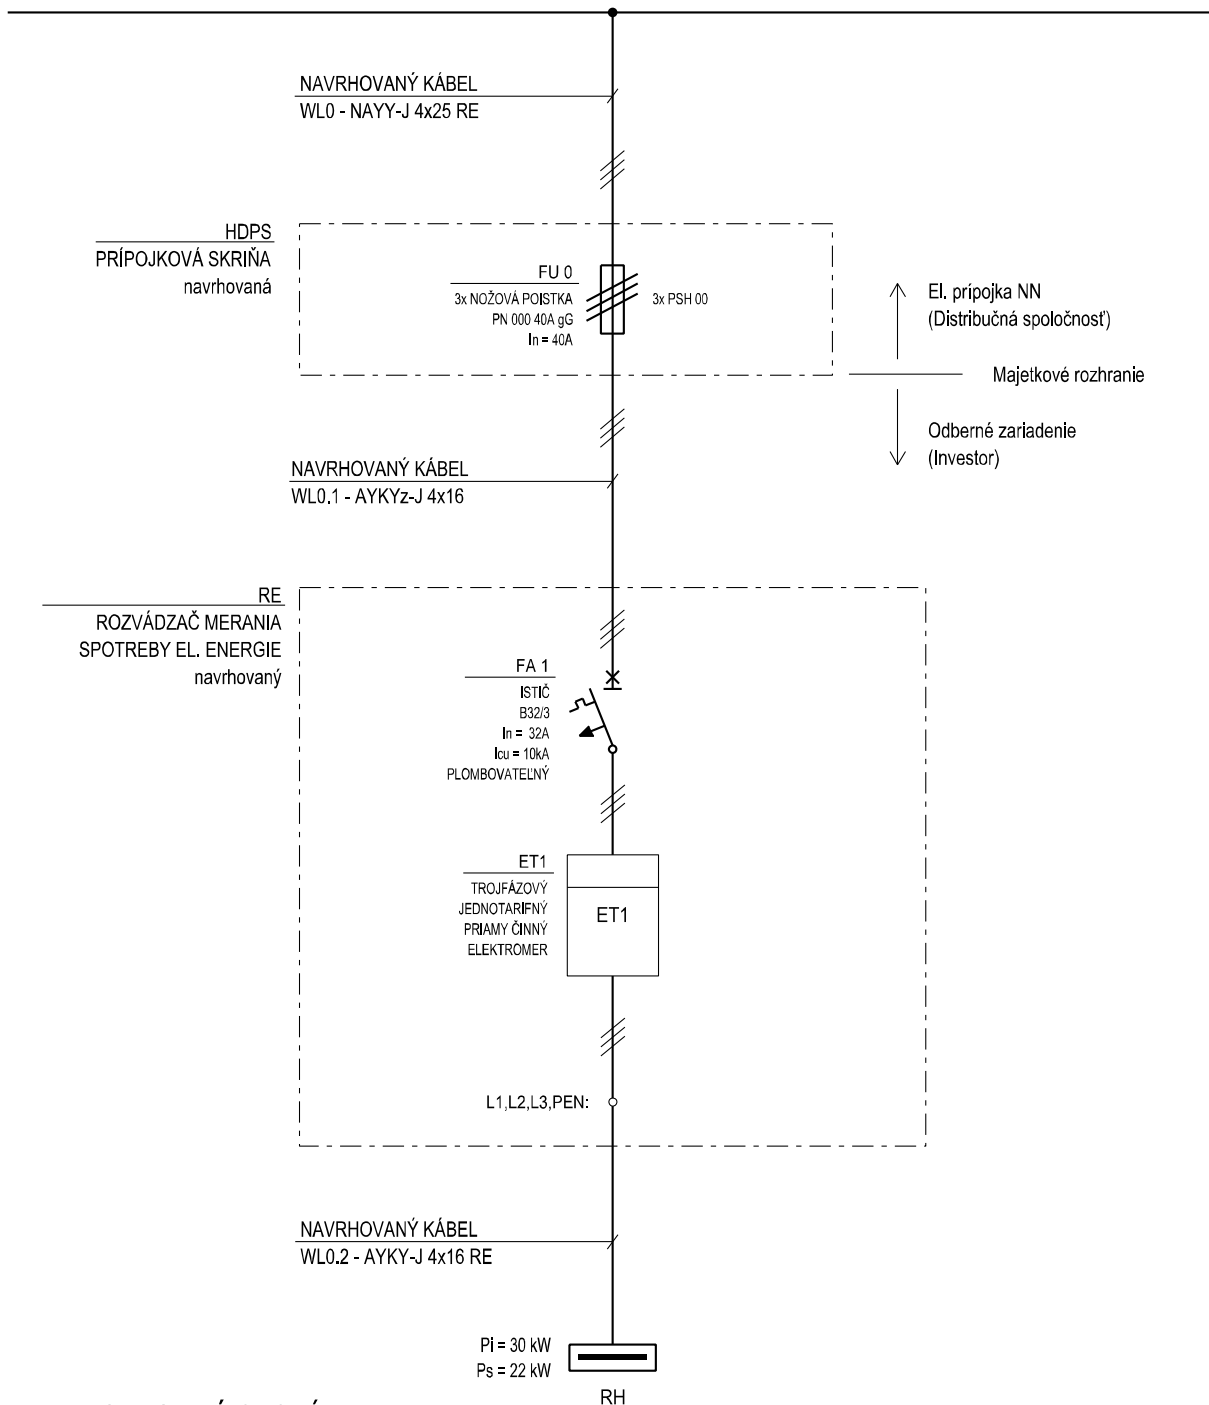 NAVRHOVANÝ KÁBEL
WL0 - NAYY-J 4x25 RE
HDPS
PRÍPOJKOVÁ SKRIŇA
navrhovaná
FU 0
3x NOŽOVÁ POISTKA
PN 000 40A gG
In = 40A
3x PSH 00
El. prípojka NN
(Distribučná spoločnosť)
Majetkové rozhranie
Odberné zariadenie
(Investor)
NAVRHOVANÝ KÁBEL
WL0.1 - AYKYz-J 4x16
RE
ROZVÁDZAČ MERANIA
SPOTREBY EL. ENERGIE
navrhovaný
FA 1
ISTIČ
B32/3
In = 32A
Icu = 10kA
PLOMBOVATEĽNÝ
ET1
TROJFÁZOVÝ
JEDNOTARIFNÝ
PRIAMY ČINNÝ
ELEKTROMER
ET1
L1,L2,L3,PEN:
NAVRHOVANÝ KÁBEL
WL0.2 - AYKY-J 4x16 RE
Pi = 30 kW
Ps = 22 kW
RH